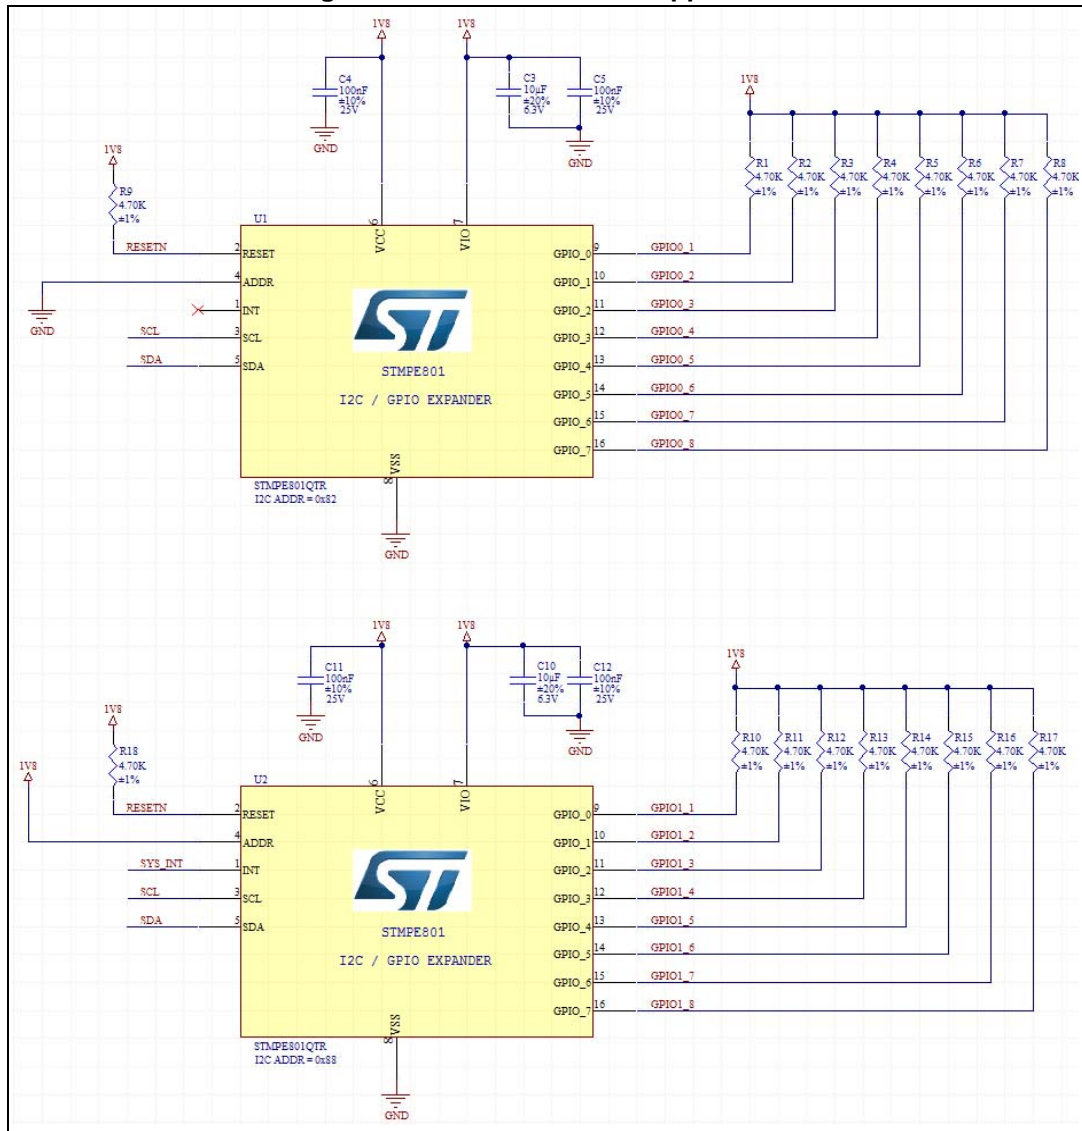 1V8
1V8
C4
100nF
±10%
25V
C3
10µF
±20%
6.3V
C5
100nF
±10%
25V
GND
GND
1V8
R1
4.70K
±1%
R2
4.70K
±1%
R3
4.70K
±1%
R4
4.70K
±1%
R5
4.70K
±1%
R6
4.70K
±1%
R7
4.70K
±1%
R8
4.70K
±1%
1V8
R9
4.70K
±1%
U1
VCC 6
VIO 7
RESETN 2 RESET
4 ADDR
GND
1 INT
SCL 3 SCL
SDA 5 SDA
ST
STMPE801
I2C / GPIO EXPANDER
GPIO_0 9 GPIO0_1
GPIO_1 10 GPIO0_2
GPIO_2 11 GPIO0_3
GPIO_3 12 GPIO0_4
GPIO_4 13 GPIO0_5
GPIO_5 14 GPIO0_6
GPIO_6 15 GPIO0_7
GPIO_7 16 GPIO0_8
8 VSS
STMPE801QTR
I2C ADDR = 0x82
GND
1V8
1V8
C11
100nF
±10%
25V
C10
10µF
±20%
6.3V
C12
100nF
±10%
25V
GND
GND
1V8
R10
4.70K
±1%
R11
4.70K
±1%
R12
4.70K
±1%
R13
4.70K
±1%
R14
4.70K
±1%
R15
4.70K
±1%
R16
4.70K
±1%
R17
4.70K
±1%
1V8
R18
4.70K
±1%
1V8
U2
VCC 6
VIO 7
RESETN 2 RESET
4 ADDR
SYS_INT 1 INT
SCL 3 SCL
SDA 5 SDA
ST
STMPE801
I2C / GPIO EXPANDER
GPIO_0 9 GPIO1_1
GPIO_1 10 GPIO1_2
GPIO_2 11 GPIO1_3
GPIO_3 12 GPIO1_4
GPIO_4 13 GPIO1_5
GPIO_5 14 GPIO1_6
GPIO_6 15 GPIO1_7
GPIO_7 16 GPIO1_8
8 VSS
STMPE801QTR
I2C ADDR = 0x88
GND